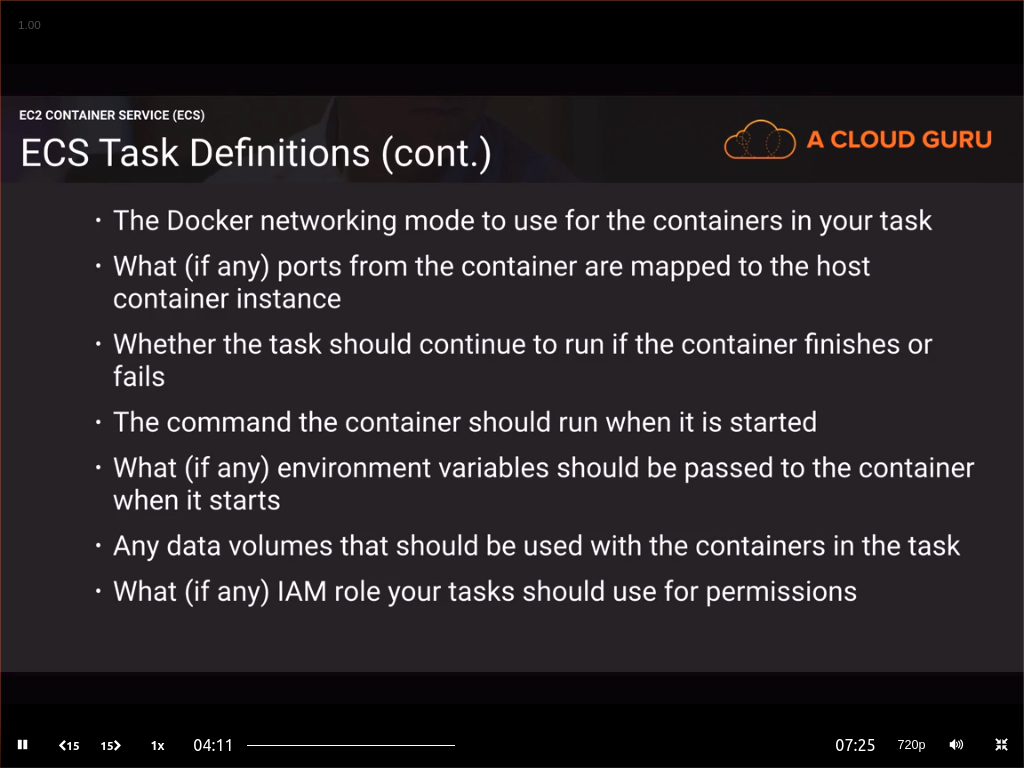 1.00
EC2 CONTAINER SERVICE (ECS)
ECS Task Definitions (cont.)
A CLOUD GURU
· The Docker networking mode to use for the containers in your task
· What (if any) ports from the container are mapped to the host
container instance
· Whether the task should continue to run if the container finishes or
fails
· The command the container should run when it is started
· What (if any) environment variables should be passed to the container
when it starts
· Any data volumes that should be used with the containers in the task
· What (if any) IAM role your tasks should use for permissions
15 15 1x 04:11 07:25 720p